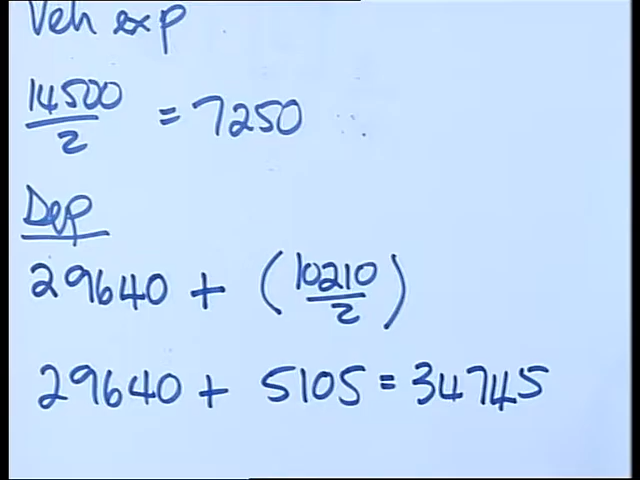 Veh exp
14500/2 = 7250
Dep
29640 + (10210/2)
29640 + 5105 = 34745